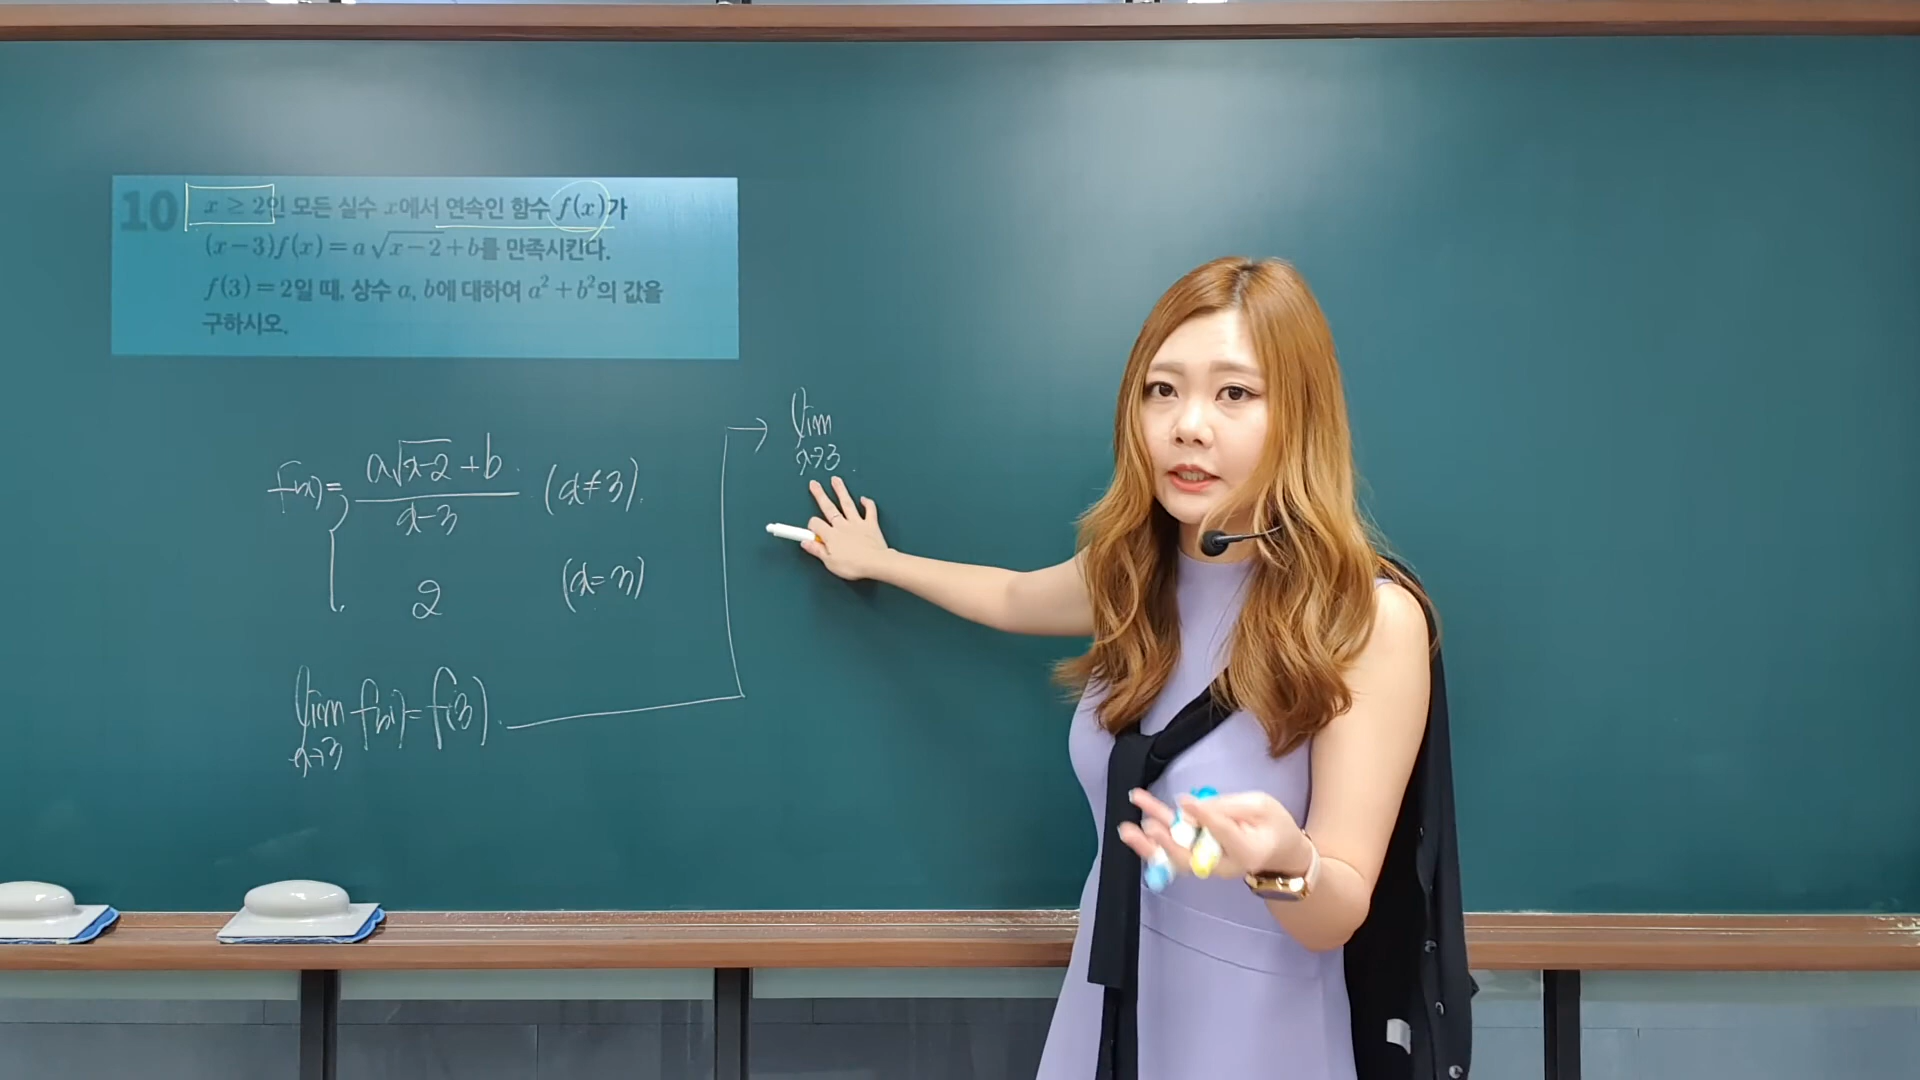 10 x ≥ 2인 모든 실수 x에서 연속인 함수 f(x)가
(x-3)f(x)=a√(x-2)+b를 만족시킨다.
f(3)=2일 때, 상수 a, b에 대하여 a²+b²의 값을
구하시오.
f(x)= (a√(x-2)+b)/(x-3) (x≠3).
2 (x=3)
lim x→3 f(x)=f(3).
→ lim x→3